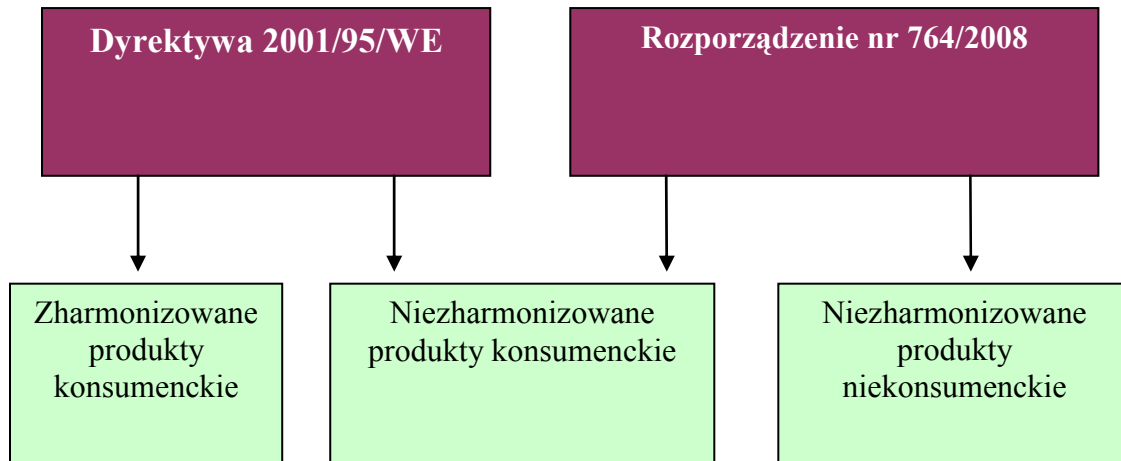 Dyrektywa 2001/95/WE
Rozporządzenie nr 764/2008
Zharmonizowane
produkty
konsumenckie
Niezharmonizowane
produkty konsumenckie
Niezharmonizowane
produkty
niekonsumenckie